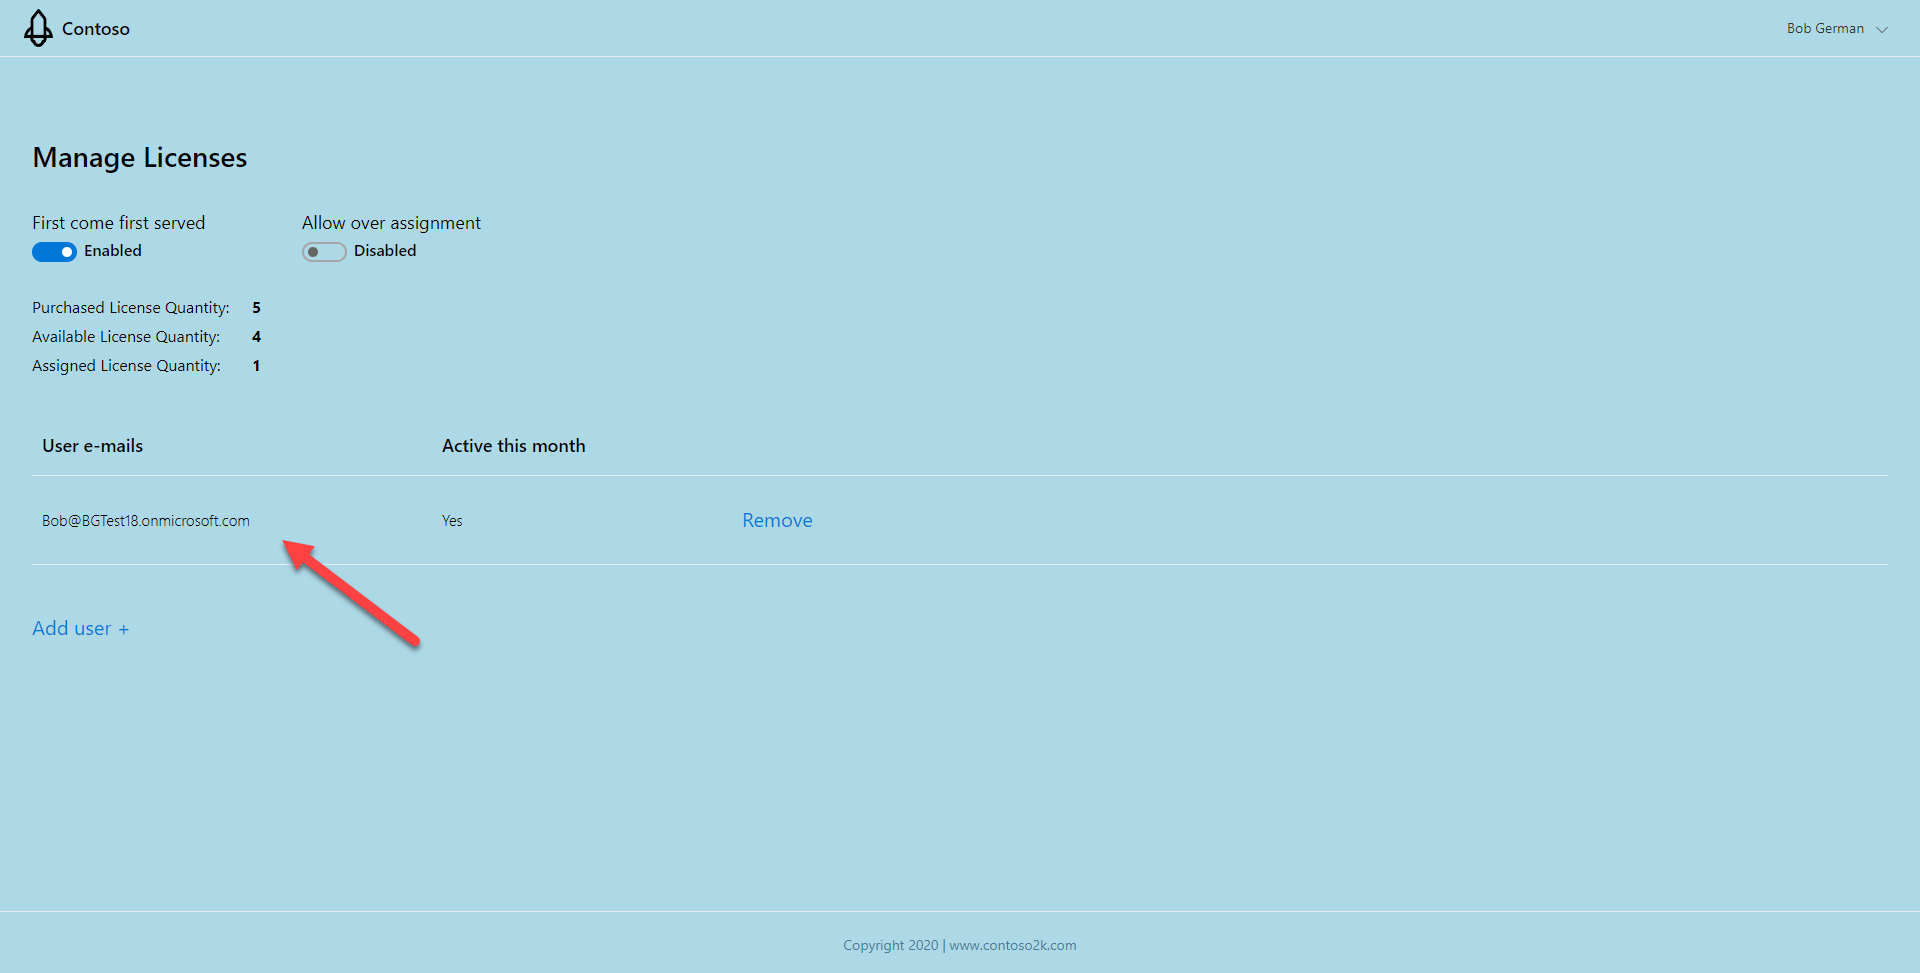 Contoso
Bob German
Manage Licenses
First come first served
Allow over assignment
Enabled
Disabled
Purchased License Quantity: 5
Available License Quantity: 4
Assigned License Quantity: 1
User e-mails
Active this month
Bob@BGTest18.onmicrosoft.com
Yes
Remove
Add user +
Copyright 2020 | www.contoso2k.com